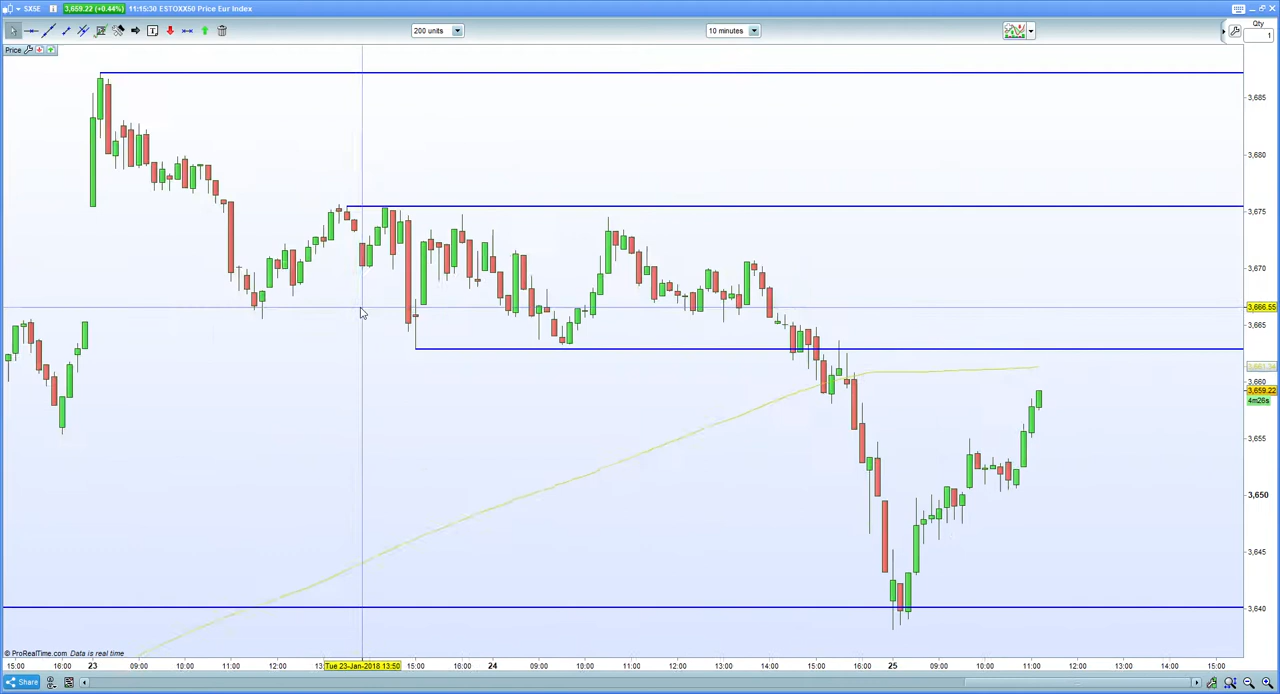 SX5E 3,659.22 (+0.44%) 11:15:30 ESTOXX50 Price Eur Index
200 units
10 minutes
Qty
1
Price
3,685
3,680
3,675
3,670
3,666.55
3,665
3,660
3,659.22
4m26s
3,655
3,650
3,645
3,640
© ProRealTime.com Data is real time
15:00 16:00 23 09:00 10:00 11:00 12:00 Tue 23-Jan-2018 13:50 15:00 16:00 24 09:00 10:00 11:00 12:00 13:00 14:00 15:00 16:00 25 09:00 10:00 11:00 12:00 13:00 14:00 15:00
Share